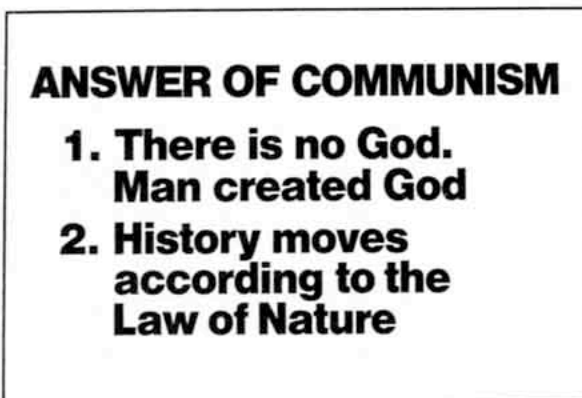 ANSWER OF COMMUNISM
1. There is no God.
Man created God
2. History moves
according to the
Law of Nature